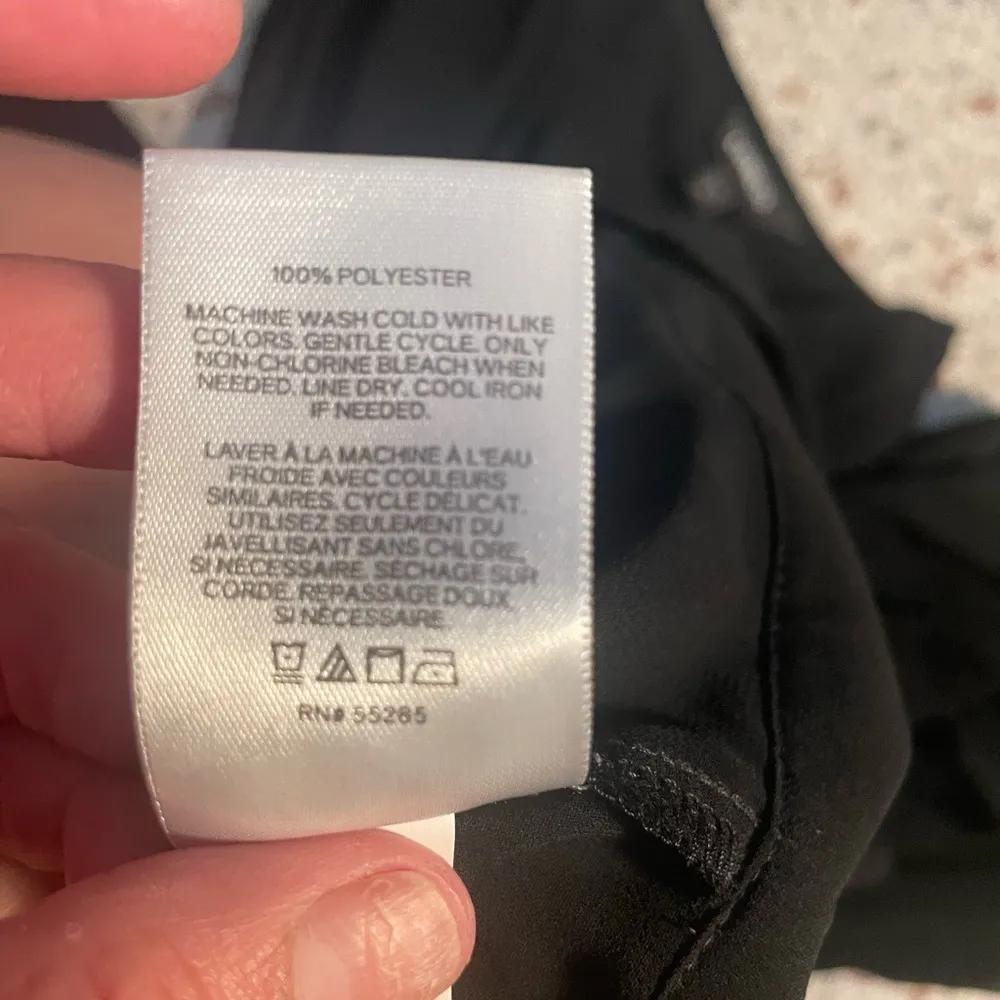 100% POLYESTER
MACHINE WASH COLD WITH LIKE
COLORS. GENTLE CYCLE. ONLY
NON-CHLORINE BLEACH WHEN
NEEDED. LINE DRY. COOL IRON
IF NEEDED.
LAVER À LA MACHINE À L'EAU
FROIDE AVEC COULEURS
SIMILAIRES. CYCLE DÉLICAT.
UTILISEZ SEULEMENT DU
JAVELLISANT SANS CHLORE,
SI NÉCESSAIRE. SÉCHAGE SUR
CORDE. REPASSAGE DOUX,
SI NÉCESSAIRE.
RN# 55285